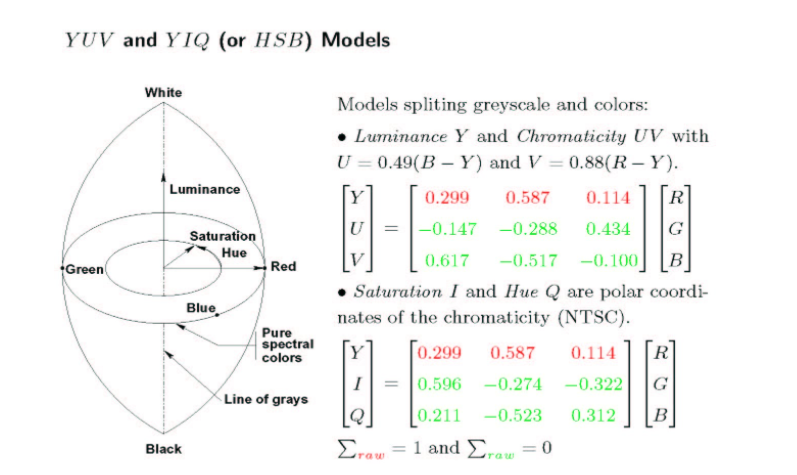 YUV and YIQ (or HSB) Models
White
Luminance
Saturation
Hue
Green
Red
Blue
Pure
spectral
colors
Line of grays
Black
Models spliting greyscale and colors:
• Luminance Y and Chromaticity UV with
U = 0.49(B − Y) and V = 0.88(R − Y).
[Y] [0.299 0.587 0.114] [R]
[U] = [−0.147 −0.288 0.434] [G]
[V] [0.617 −0.517 −0.100] [B]
• Saturation I and Hue Q are polar coordi-
nates of the chromaticity (NTSC).
[Y] [0.299 0.587 0.114] [R]
[I] = [0.596 −0.274 −0.322] [G]
[Q] [0.211 −0.523 0.312] [B]
∑raw = 1 and ∑raw = 0